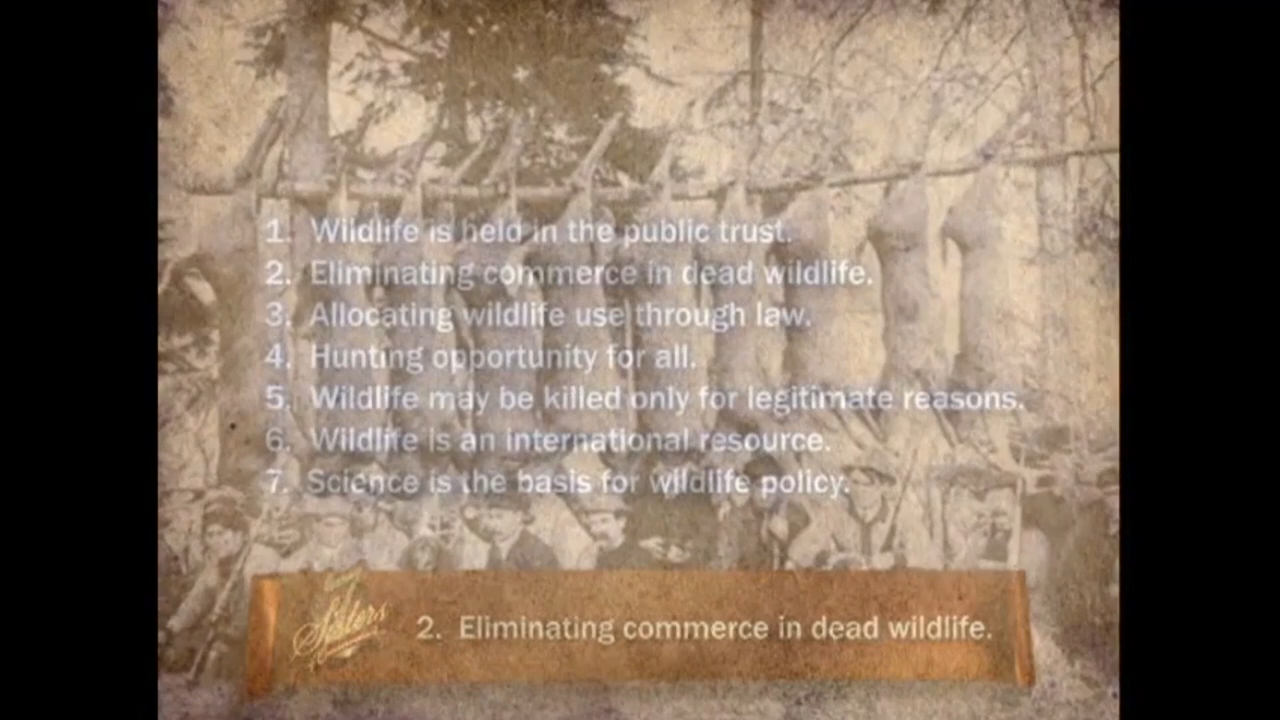 1. Wildlife is held in the public trust.
2. Eliminating commerce in dead wildlife.
3. Allocating wildlife use through law.
4. Hunting opportunity for all.
5. Wildlife may be killed only for legitimate reasons.
6. Wildlife is an international resource.
7. Science is the basis for wildlife policy.
Sisters
2. Eliminating commerce in dead wildlife.